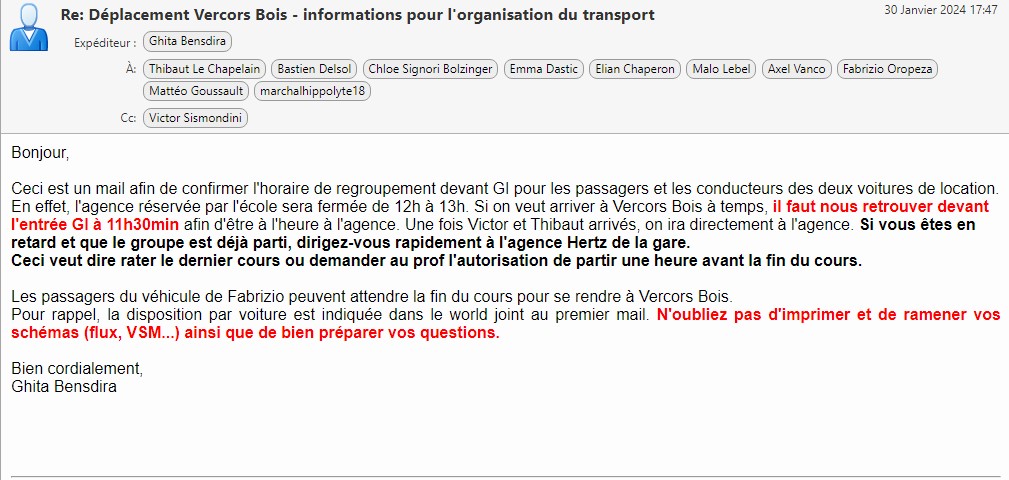 Re: Déplacement Vercors Bois - informations pour l'organisation du transport
30 Janvier 2024 17:47
Expéditeur : Ghita Bensdira
À: Thibaut Le Chapelain Bastien Delsol Chloe Signori Bolzinger Emma Dastic Elian Chaperon Malo Lebel Axel Vanco Fabrizio Oropeza
Mattéo Goussault marchalhippolyte18
Cc: Victor Sismondini
Bonjour,
Ceci est un mail afin de confirmer l'horaire de regroupement devant GI pour les passagers et les conducteurs des deux voitures de location.
En effet, l'agence réservée par l'école sera fermée de 12h à 13h. Si on veut arriver à Vercors Bois à temps, il faut nous retrouver devant
l'entrée GI à 11h30min afin d'être à l'heure à l'agence. Une fois Victor et Thibaut arrivés, on ira directement à l'agence. Si vous êtes en
retard et que le groupe est déjà parti, dirigez-vous rapidement à l'agence Hertz de la gare.
Ceci veut dire rater le dernier cours ou demander au prof l'autorisation de partir une heure avant la fin du cours.
Les passagers du véhicule de Fabrizio peuvent attendre la fin du cours pour se rendre à Vercors Bois.
Pour rappel, la disposition par voiture est indiquée dans le world joint au premier mail. N'oubliez pas d'imprimer et de ramener vos
schémas (flux, VSM...) ainsi que de bien préparer vos questions.
Bien cordialement,
Ghita Bensdira